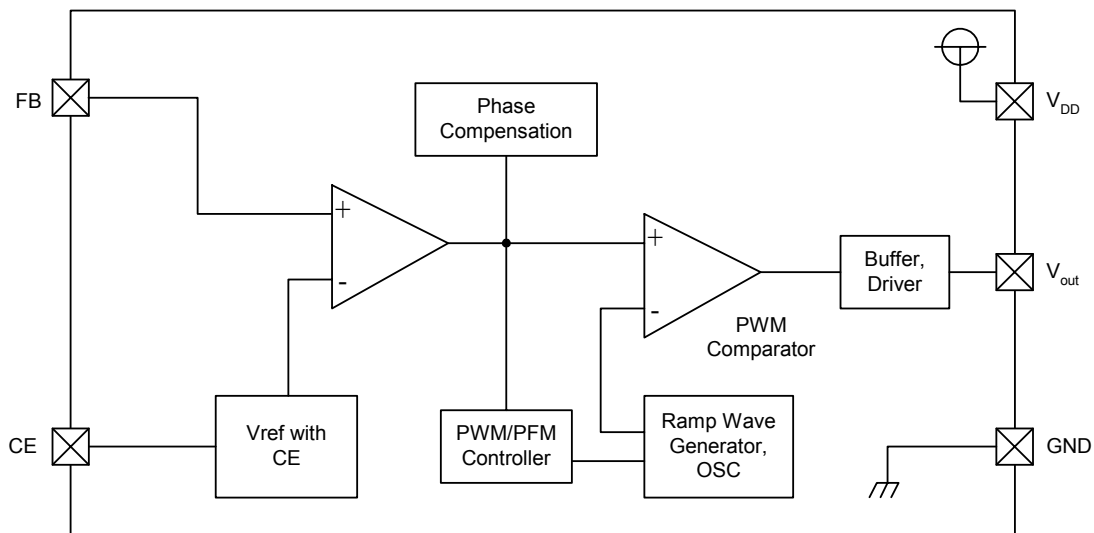 FB
Phase
Compensation
V_DD
+
-
+
-
Buffer,
Driver
V_out
PWM
Comparator
CE
Vref with
CE
PWM/PFM
Controller
Ramp Wave
Generator,
OSC
GND